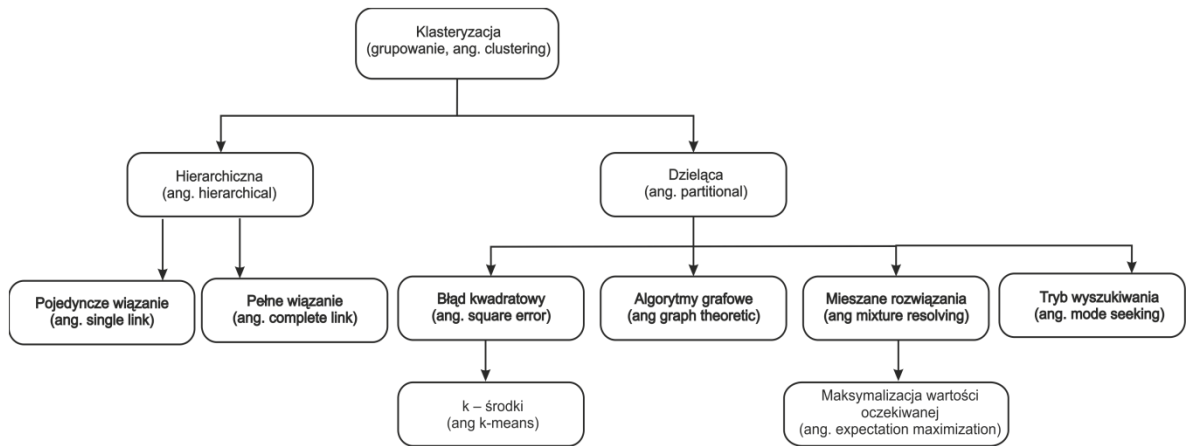 Klasteryzacja
(grupowanie, ang. clustering)
Hierarchiczna
(ang. hierarchical)
Dzieląca
(ang. partitional)
Pojedyncze wiązanie
(ang. single link)
Pełne wiązanie
(ang. complete link)
Błąd kwadratowy
(ang. square error)
Algorytmy grafowe
(ang graph theoretic)
Mieszane rozwiązania
(ang mixture resolving)
Tryb wyszukiwania
(ang. mode seeking)
k – środki
(ang k-means)
Maksymalizacja wartości
oczekiwanej
(ang. expectation maximization)